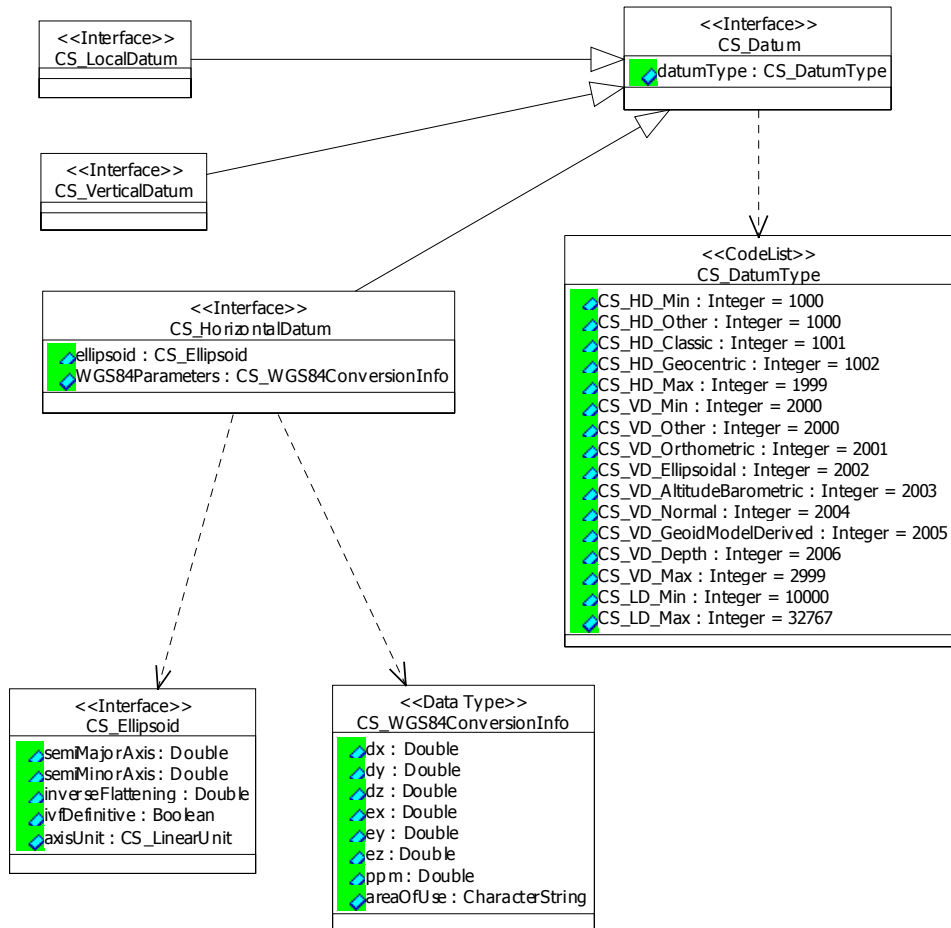 <<Interface>>
CS_LocalDatum
<<Interface>>
CS_Datum
datumType : CS_DatumType
<<Interface>>
CS_VerticalDatum
<<CodeList>>
CS_DatumType
CS_HD_Min : Integer = 1000
CS_HD_Other : Integer = 1000
CS_HD_Classic : Integer = 1001
CS_HD_Geocentric : Integer = 1002
CS_HD_Max : Integer = 1999
CS_VD_Min : Integer = 2000
CS_VD_Other : Integer = 2000
CS_VD_Orthometric : Integer = 2001
CS_VD_Ellipsoidal : Integer = 2002
CS_VD_AltitudeBarometric : Integer = 2003
CS_VD_Normal : Integer = 2004
CS_VD_GeoidModelDerived : Integer = 2005
CS_VD_Depth : Integer = 2006
CS_VD_Max : Integer = 2999
CS_LD_Min : Integer = 10000
CS_LD_Max : Integer = 32767
<<Interface>>
CS_HorizontalDatum
ellipsoid : CS_Ellipsoid
WGS84Parameters : CS_WGS84ConversionInfo
<<Interface>>
CS_Ellipsoid
semiMajorAxis : Double
semiMinorAxis : Double
inverseFlattening : Double
ivfDefinitive : Boolean
axisUnit : CS_LinearUnit
<<Data Type>>
CS_WGS84ConversionInfo
dx : Double
dy : Double
dz : Double
ex : Double
ey : Double
ez : Double
ppm : Double
areaOfUse : CharacterString